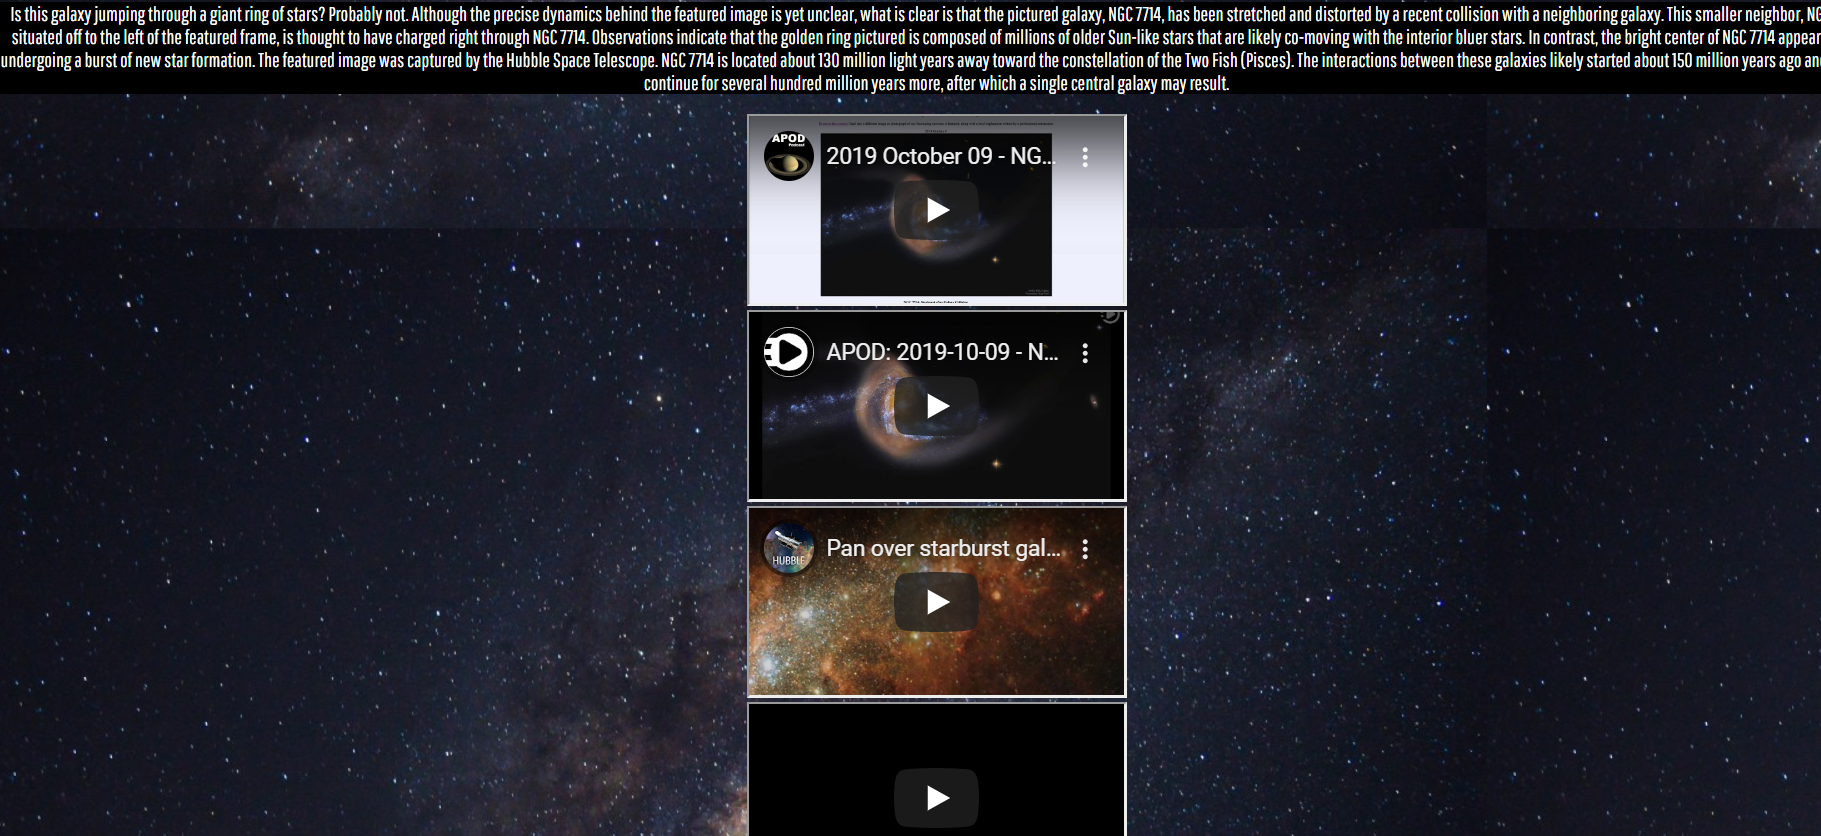 Is this galaxy jumping through a giant ring of stars? Probably not. Although the precise dynamics behind the featured image is yet unclear, what is clear is that the pictured galaxy, NGC 7714, has been stretched and distorted by a recent collision with a neighboring galaxy. This smaller neighbor, NG
situated off to the left of the featured frame, is thought to have charged right through NGC 7714. Observations indicate that the golden ring pictured is composed of millions of older Sun-like stars that are likely co-moving with the interior bluer stars. In contrast, the bright center of NGC 7714 appear
undergoing a burst of new star formation. The featured image was captured by the Hubble Space Telescope. NGC 7714 is located about 130 million light years away toward the constellation of the Two Fish (Pisces). The interactions between these galaxies likely started about 150 million years ago an
continue for several hundred million years more, after which a single central galaxy may result.
APOD
Podcast
2019 October 09 - NG...
APOD: 2019-10-09 - N...
HUBBLE
Pan over starburst gal...